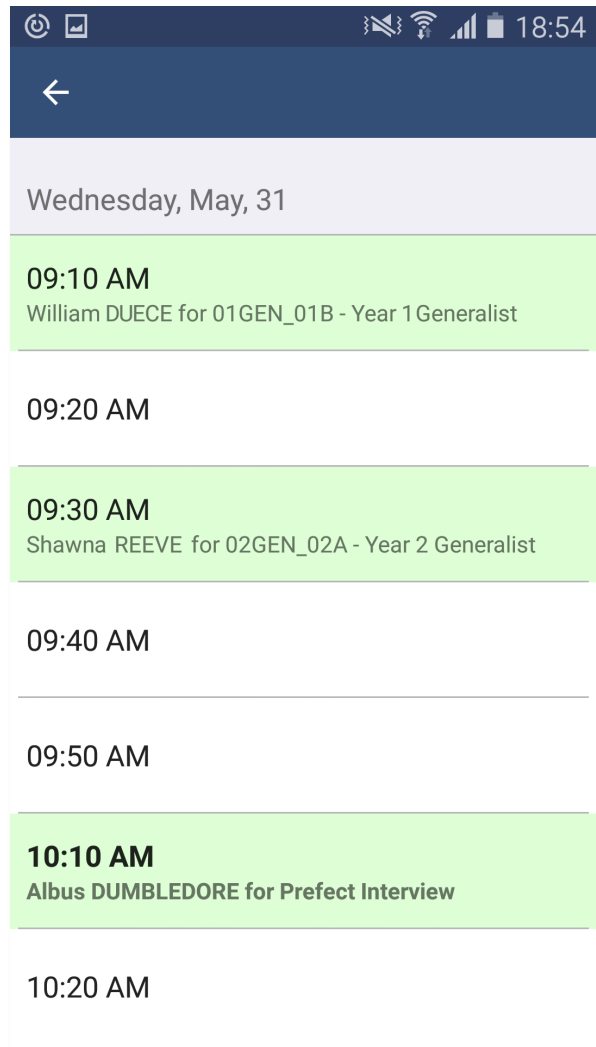 18:54
Wednesday, May, 31
09:10 AM
William DUECE for 01GEN_01B - Year 1 Generalist
09:20 AM
09:30 AM
Shawna REEVE for 02GEN_02A - Year 2 Generalist
09:40 AM
09:50 AM
10:10 AM
Albus DUMBLEDORE for Prefect Interview
10:20 AM